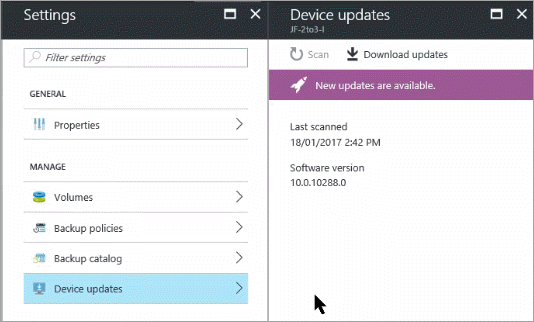 Settings
Filter settings
GENERAL
Properties
MANAGE
Volumes
Backup policies
Backup catalog
Device updates
Device updates
JF-2to3-I
Scan
Download updates
New updates are available.
Last scanned
18/01/2017 2:42 PM
Software version
10.0.10288.0